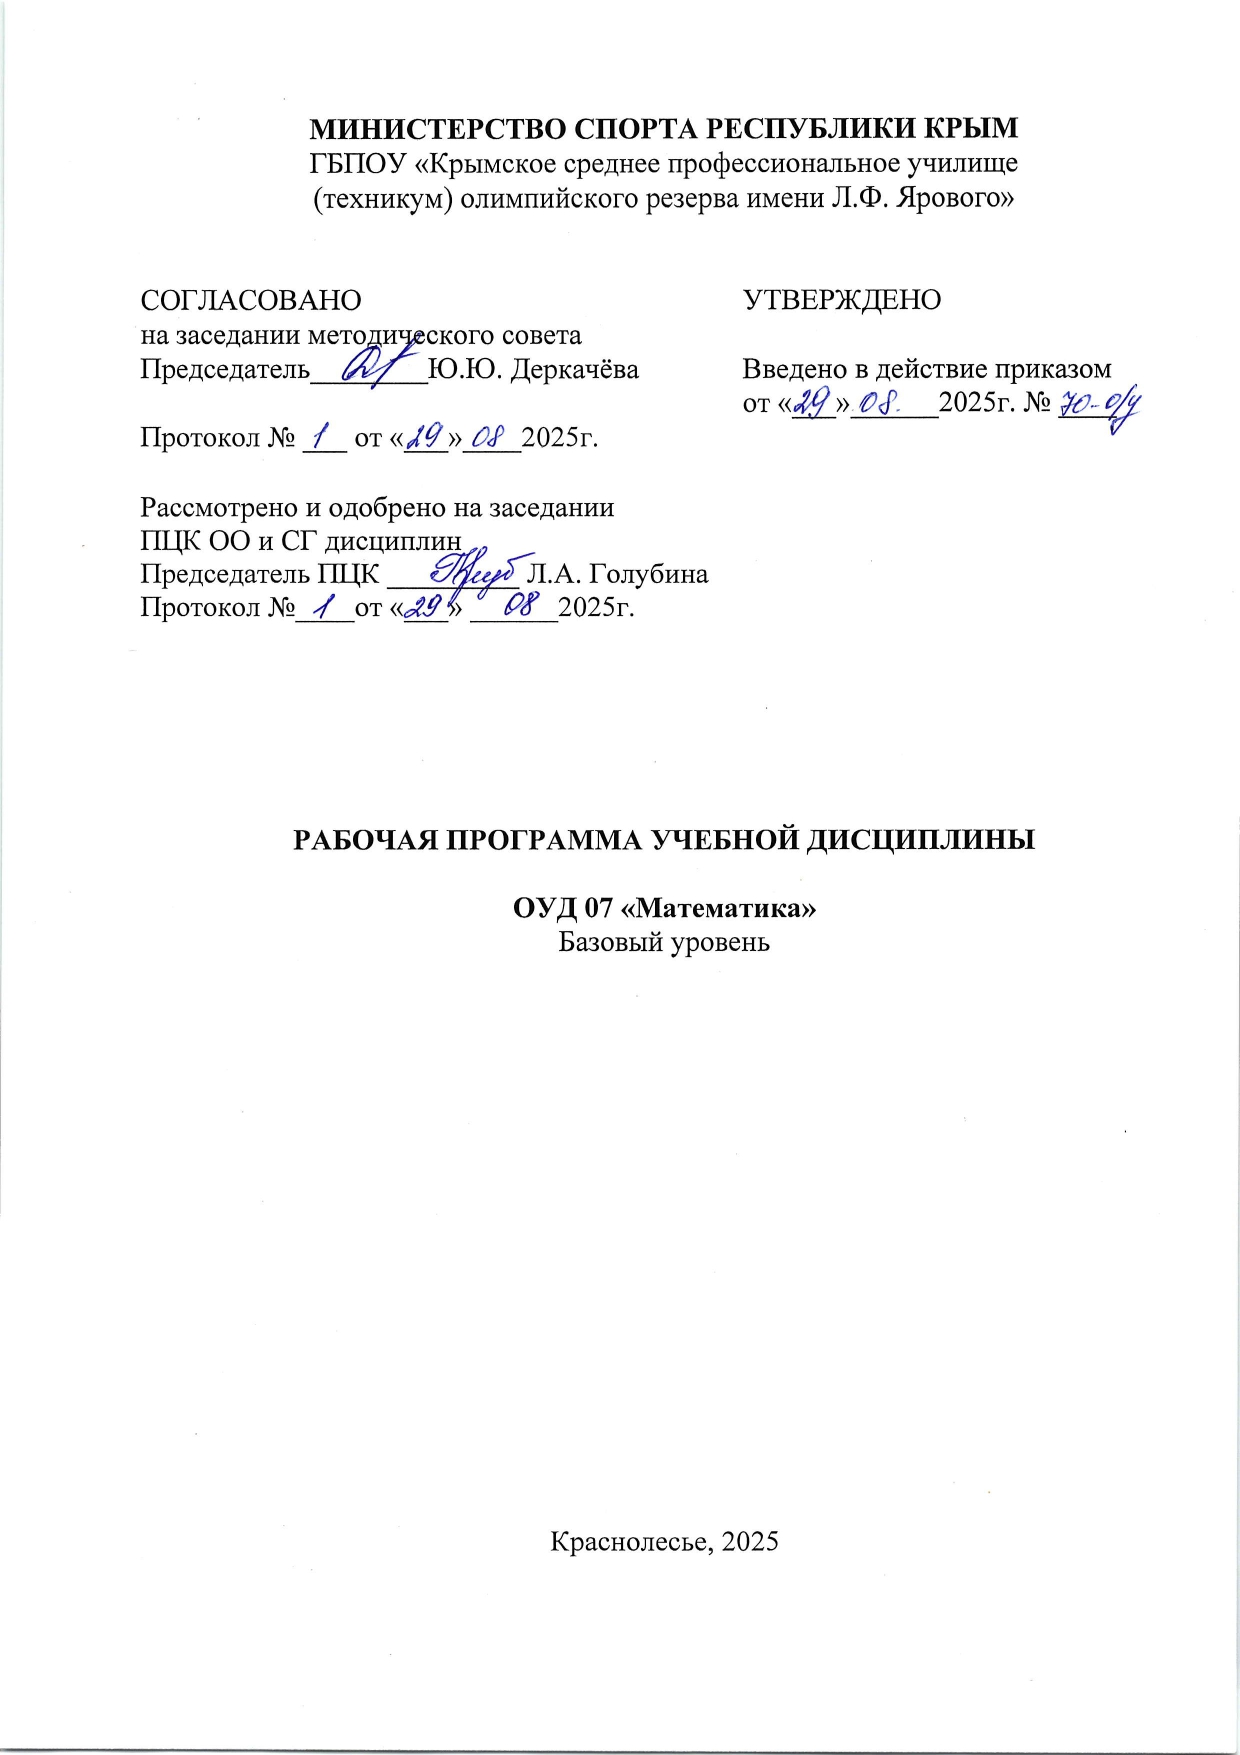 МИНИСТЕРСТВО СПОРТА РЕСПУБЛИКИ КРЫМ
ГБПОУ «Крымское среднее профессиональное училище
(техникум) олимпийского резерва имени Л.Ф. Ярового»
СОГЛАСОВАНО
на заседании методического совета
Председатель________Ю.Ю. Деркачёва
Протокол № 1 от «29» 08 2025г.
УТВЕРЖДЕНО
Введено в действие приказом
от «29» 08. 2025г. № 70-о/у
Рассмотрено и одобрено на заседании
ПЦК ОО и СГ дисциплин
Председатель ПЦК _________ Л.А. Голубина
Протокол № 1 от «29» 08 2025г.
РАБОЧАЯ ПРОГРАММА УЧЕБНОЙ ДИСЦИПЛИНЫ
ОУД 07 «Математика»
Базовый уровень
Краснолесье, 2025